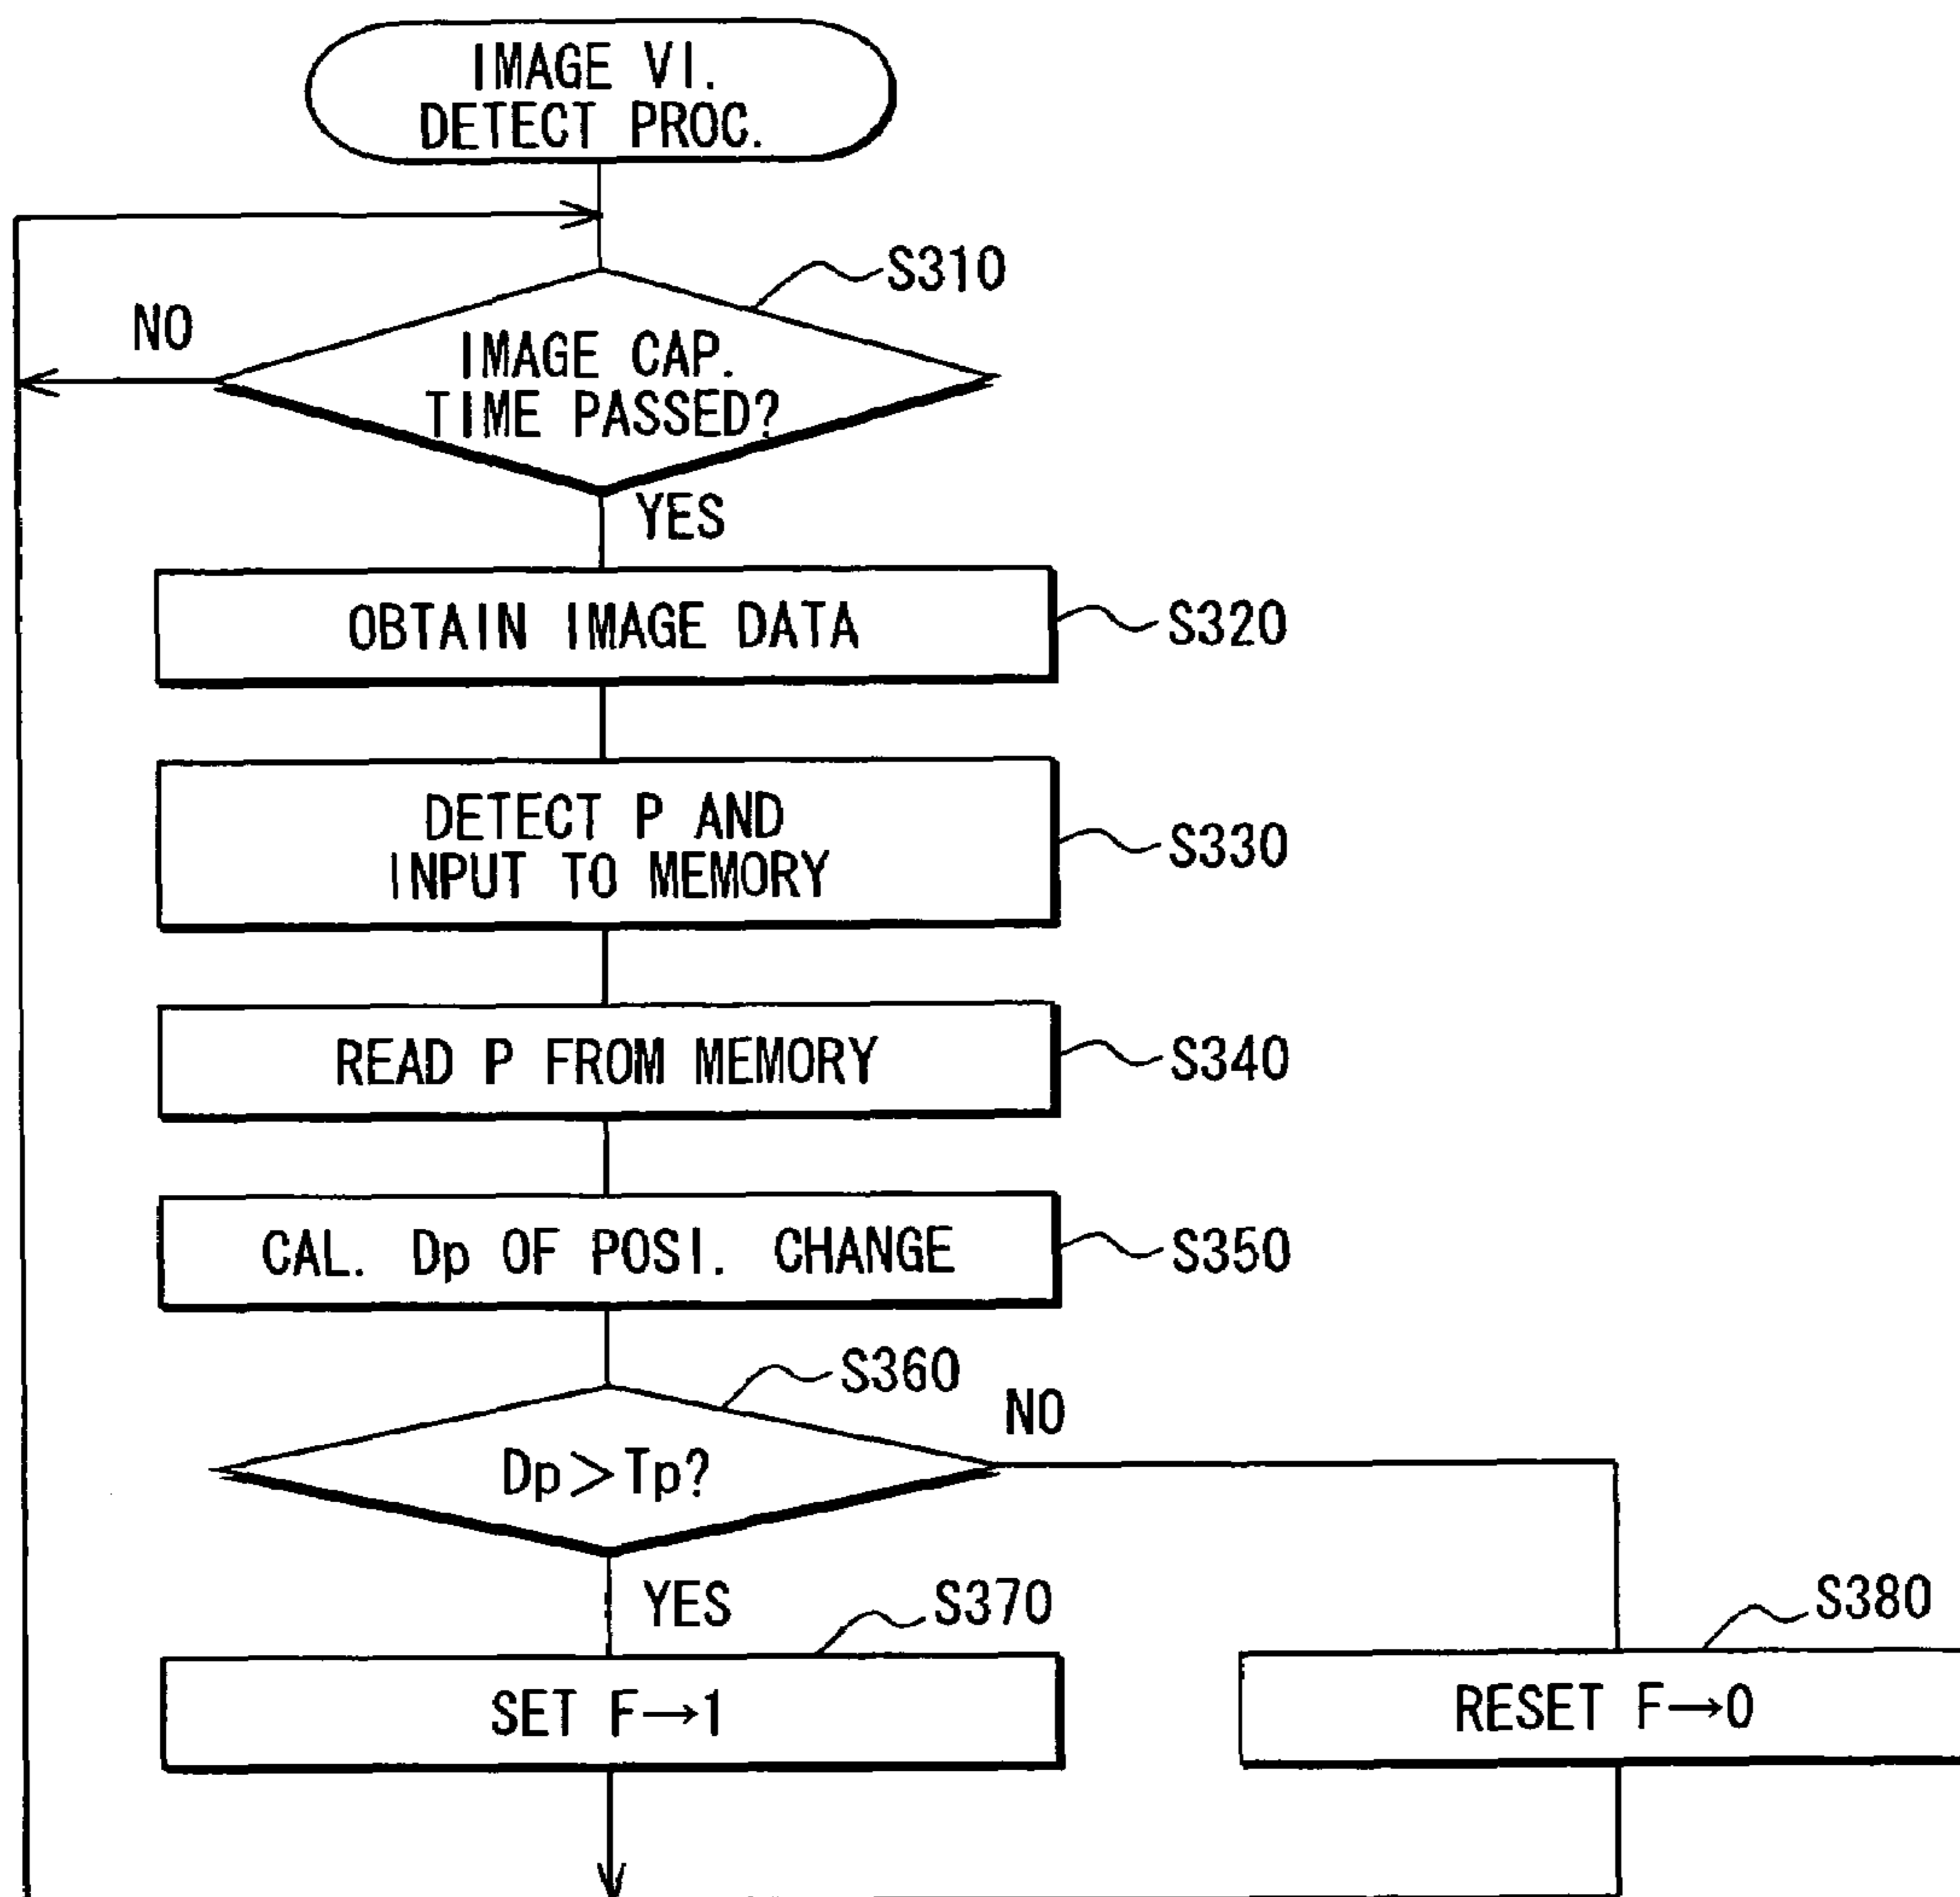 IMAGE VI.
DETECT PROC.
S310
NO
IMAGE CAP.
TIME PASSED?
YES
OBTAIN IMAGE DATA
S320
DETECT P AND
INPUT TO MEMORY
S330
READ P FROM MEMORY
S340
CAL. Dp OF POSI. CHANGE
S350
S360
NO
Dp>Tp?
YES
S370
S380
SET F→1
RESET F→0